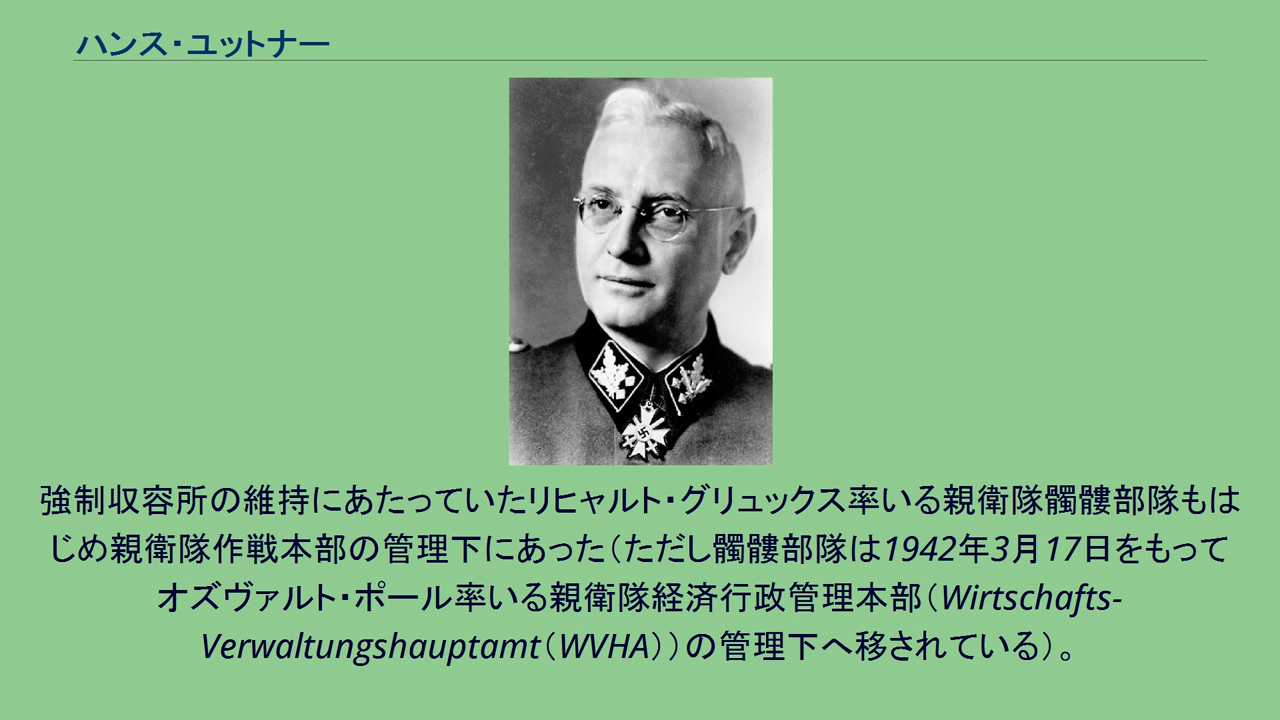 ハンス・ユットナー
強制収容所の維持にあたっていたリヒャルト・グリュックス率いる親衛隊髑髏部隊もは
じめ親衛隊作戦本部の管理下にあった（ただし髑髏部隊は1942年3月17日をもって
オズヴァルト・ポール率いる親衛隊経済行政管理本部（Wirtschafts-
Verwaltungshauptamt（WVHA））の管理下へ移されている）。